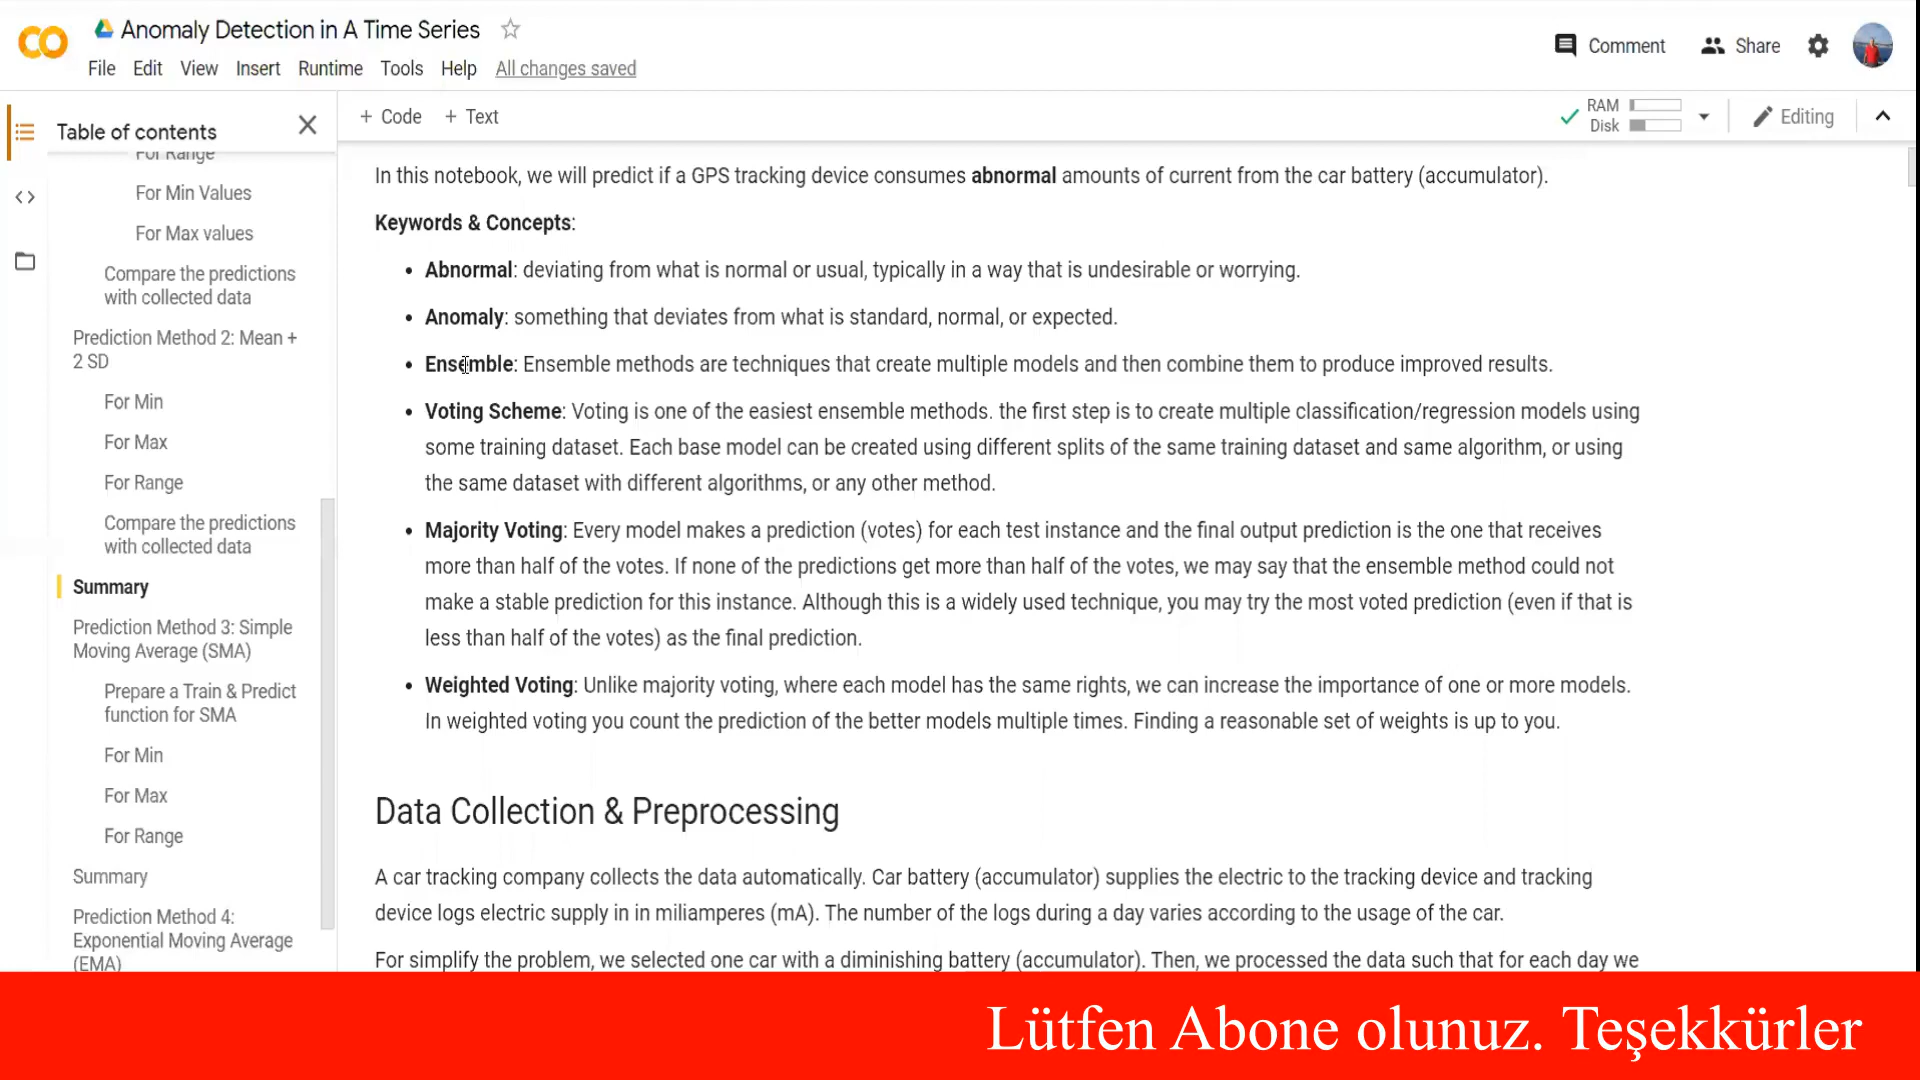 Anomaly Detection in A Time Series
File Edit View Insert Runtime Tools Help All changes saved
Comment Share
Table of contents
For Range
For Min Values
For Max values
Compare the predictions
with collected data
Prediction Method 2: Mean +
2 SD
For Min
For Max
For Range
Compare the predictions
with collected data
Summary
Prediction Method 3: Simple
Moving Average (SMA)
Prepare a Train & Predict
function for SMA
For Min
For Max
For Range
Summary
Prediction Method 4:
Exponential Moving Average
(EMA)
+ Code + Text
RAM
Disk
Editing
In this notebook, we will predict if a GPS tracking device consumes abnormal amounts of current from the car battery (accumulator).
Keywords & Concepts:
• Abnormal: deviating from what is normal or usual, typically in a way that is undesirable or worrying.
• Anomaly: something that deviates from what is standard, normal, or expected.
• Ensemble: Ensemble methods are techniques that create multiple models and then combine them to produce improved results.
• Voting Scheme: Voting is one of the easiest ensemble methods. the first step is to create multiple classification/regression models using
some training dataset. Each base model can be created using different splits of the same training dataset and same algorithm, or using
the same dataset with different algorithms, or any other method.
• Majority Voting: Every model makes a prediction (votes) for each test instance and the final output prediction is the one that receives
more than half of the votes. If none of the predictions get more than half of the votes, we may say that the ensemble method could not
make a stable prediction for this instance. Although this is a widely used technique, you may try the most voted prediction (even if that is
less than half of the votes) as the final prediction.
• Weighted Voting: Unlike majority voting, where each model has the same rights, we can increase the importance of one or more models.
In weighted voting you count the prediction of the better models multiple times. Finding a reasonable set of weights is up to you.
Data Collection & Preprocessing
A car tracking company collects the data automatically. Car battery (accumulator) supplies the electric to the tracking device and tracking
device logs electric supply in in miliamperes (mA). The number of the logs during a day varies according to the usage of the car.
For simplify the problem, we selected one car with a diminishing battery (accumulator). Then, we processed the data such that for each day we
Lütfen Abone olunuz. Teşekkürler